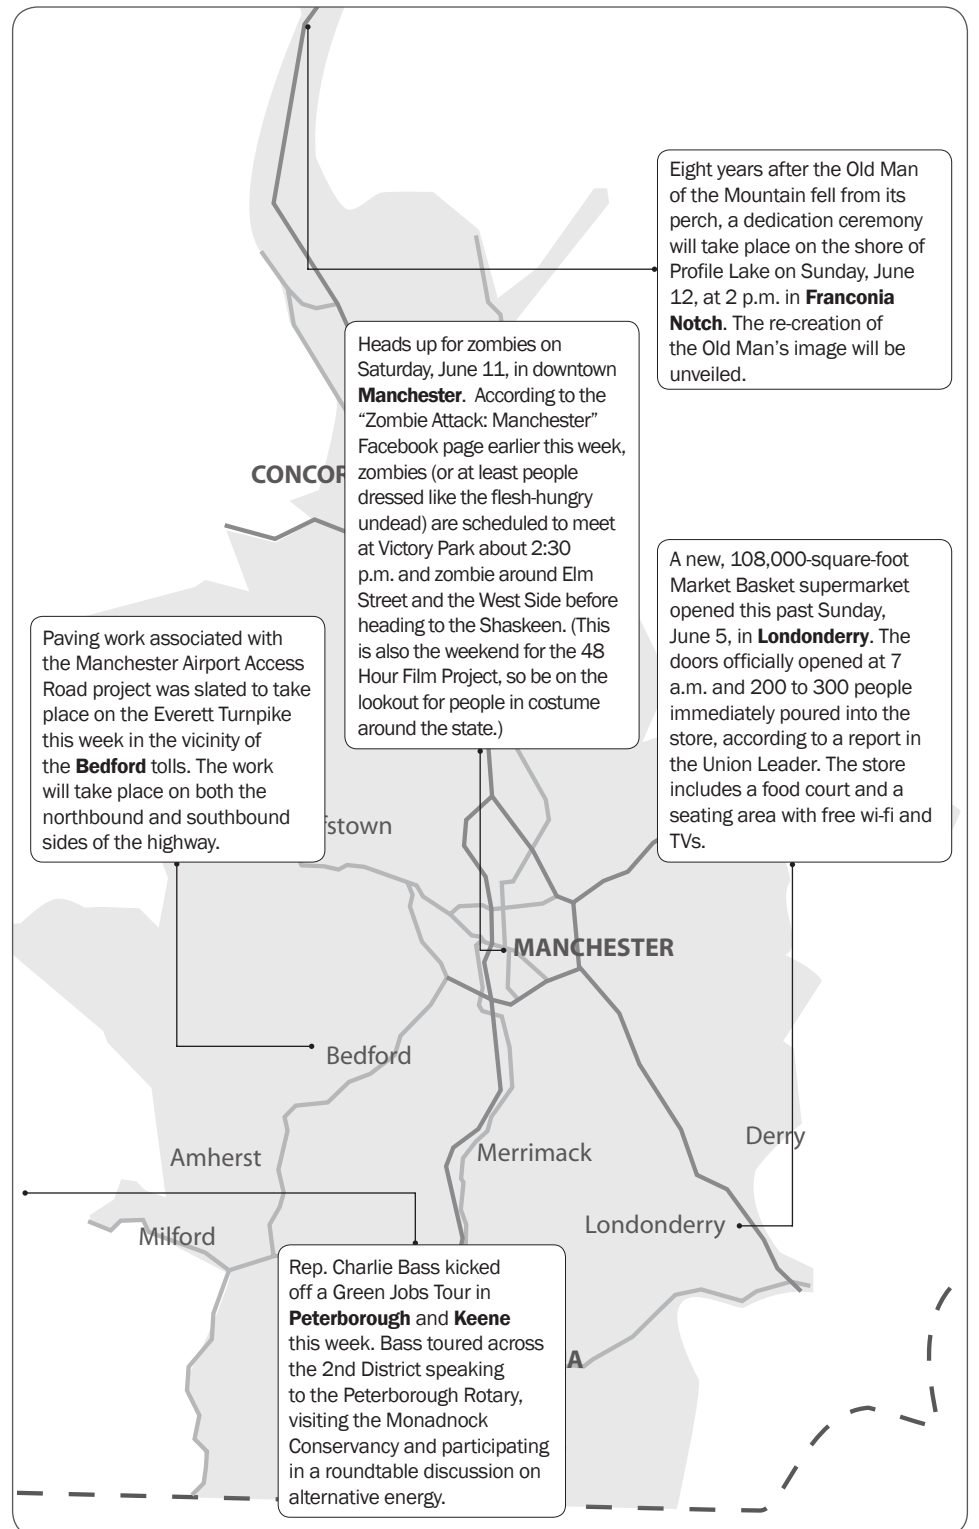 Eight years after the Old Man
of the Mountain fell from its
perch, a dedication ceremony
will take place on the shore of
Profile Lake on Sunday, June
12, at 2 p.m. in Franconia
Notch. The re-creation of
the Old Man’s image will be
unveiled.
Heads up for zombies on
Saturday, June 11, in downtown
Manchester.  According to the
“Zombie Attack: Manchester”
Facebook page earlier this week,
zombies (or at least people
dressed like the flesh-hungry
undead) are scheduled to meet
at Victory Park about 2:30
p.m. and zombie around Elm
Street and the West Side before
heading to the Shaskeen. (This
is also the weekend for the 48
Hour Film Project, so be on the
lookout for people in costume
around the state.)
CONCOR
A new, 108,000-square-foot
Market Basket supermarket
opened this past Sunday,
June 5, in Londonderry. The
doors officially opened at 7
a.m. and 200 to 300 people
immediately poured into the
store, according to a report in
the Union Leader. The store
includes a food court and a
seating area with free wi-fi and
TVs.
Paving work associated with
the Manchester Airport Access
Road project was slated to take
place on the Everett Turnpike
this week in the vicinity of
the Bedford tolls. The work
will take place on both the
northbound and southbound
sides of the highway.
fstown
MANCHESTER
Bedford
Derry
Amherst
Merrimack
Londonderry
Milford
Rep. Charlie Bass kicked
off a Green Jobs Tour in
Peterborough and Keene
this week. Bass toured across
the 2nd District speaking
to the Peterborough Rotary,
visiting the Monadnock
Conservancy and participating
in a roundtable discussion on
alternative energy.
A